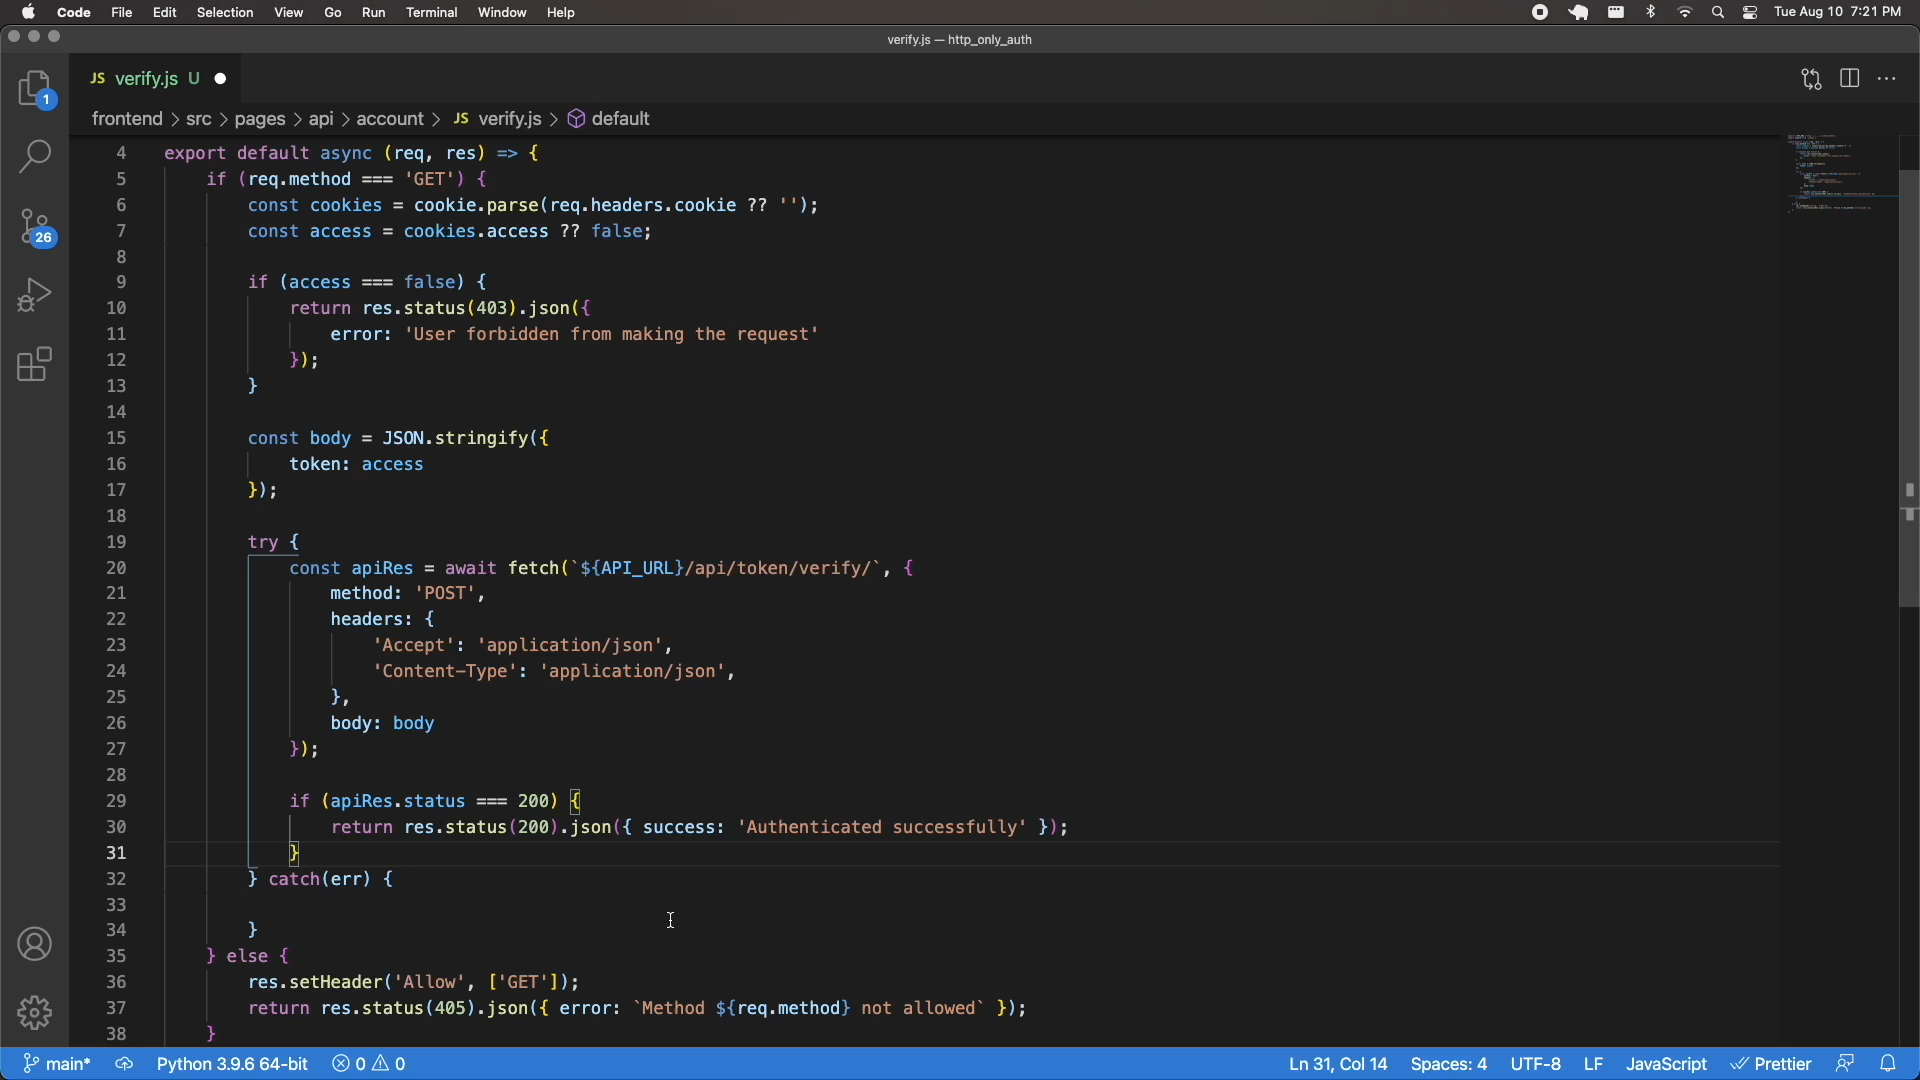 Code File Edit Selection View Go Run Terminal Window Help Tue Aug 10 7:21 PM
verify.js — http_only_auth
JS verify.js U
frontend > src > pages > api > account > JS verify.js > default
1
26
4 export default async (req, res) => {
5 if (req.method === 'GET') {
6 const cookies = cookie.parse(req.headers.cookie ?? '');
7 const access = cookies.access ?? false;
8
9 if (access === false) {
10 return res.status(403).json({
11 error: 'User forbidden from making the request'
12 });
13 }
14
15 const body = JSON.stringify({
16 token: access
17 });
18
19 try {
20 const apiRes = await fetch(`${API_URL}/api/token/verify/`, {
21 method: 'POST',
22 headers: {
23 'Accept': 'application/json',
24 'Content-Type': 'application/json',
25 },
26 body: body
27 });
28
29 if (apiRes.status === 200) {
30 return res.status(200).json({ success: 'Authenticated successfully' });
31 }
32 } catch(err) {
33
34 }
35 } else {
36 res.setHeader('Allow', ['GET']);
37 return res.status(405).json({ error: `Method ${req.method} not allowed` });
38 }
main* Python 3.9.6 64-bit 0 0 Ln 31, Col 14 Spaces: 4 UTF-8 LF JavaScript Prettier